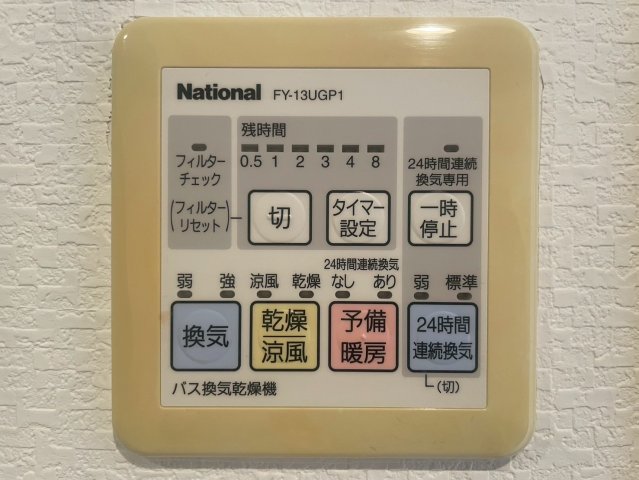 National FY-13UGP1
残時間
0.5 1 2 3 4 8
フィルター
チェック
24時間連続
換気専用
(フィルター
リセット)
切
タイマー
設定
一時
停止
24時間連続換気
弱 強 涼風 乾燥 なし あり 弱 標準
換気
乾燥
涼風
予備
暖房
24時間
連続換気
(切)
バス換気乾燥機